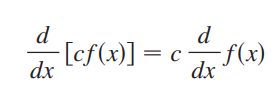 d/dx [cf(x)] = c d/dx f(x)